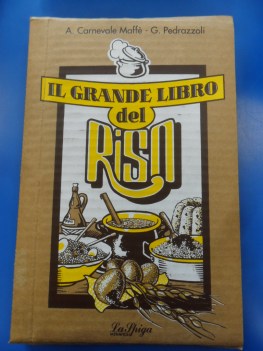 A. Carnevale Maffè - G. Pedrazzoli
IL GRANDE LIBRO
del
RISO
La Spiga